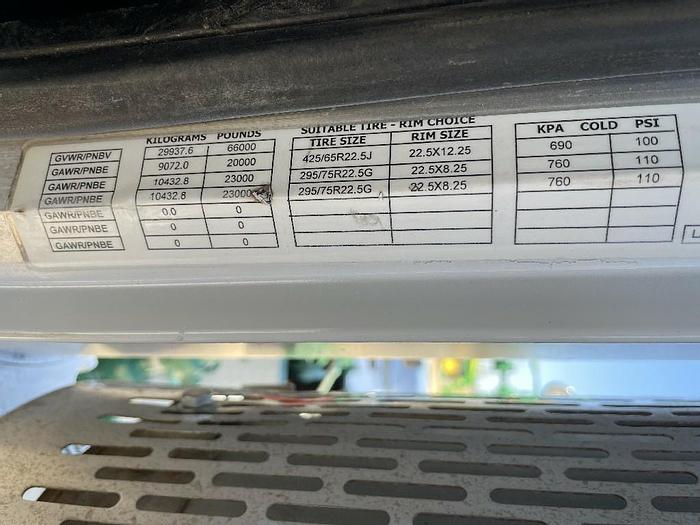 KILOGRAMS POUNDS SUITABLE TIRE - RIM CHOICE
TIRE SIZE RIM SIZE KPA COLD PSI
GVWR/PNBV 29937.6 66000
GAWR/PNBE 9072.0 20000 425/65R22.5J 22.5X12.25 690 100
GAWR/PNBE 10432.8 23000 295/75R22.5G 22.5X8.25 760 110
GAWR/PNBE 10432.8 23000 295/75R22.5G 22.5X8.25 760 110
GAWR/PNBE 0.0 0
GAWR/PNBE 0 0
GAWR/PNBE 0 0